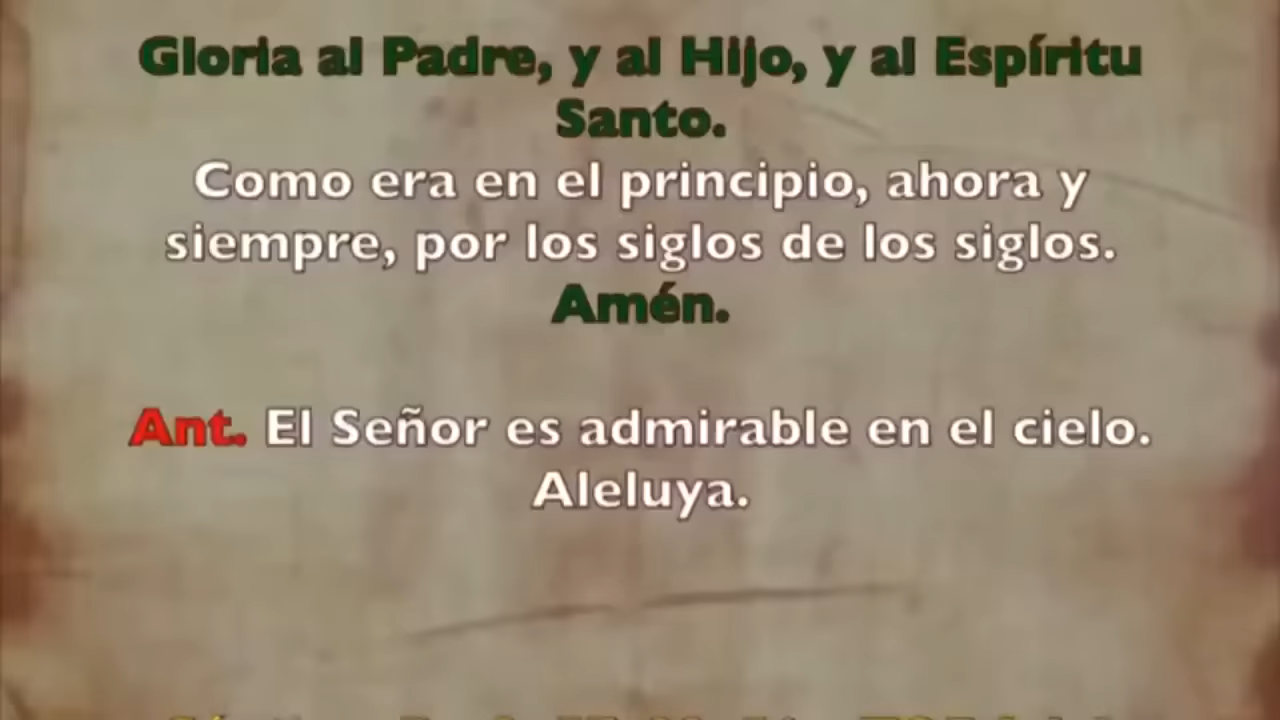 Gloria al Padre, y al Hijo, y al Espíritu
Santo.
Como era en el principio, ahora y
siempre, por los siglos de los siglos.
Amén.
Ant. El Señor es admirable en el cielo.
Aleluya.